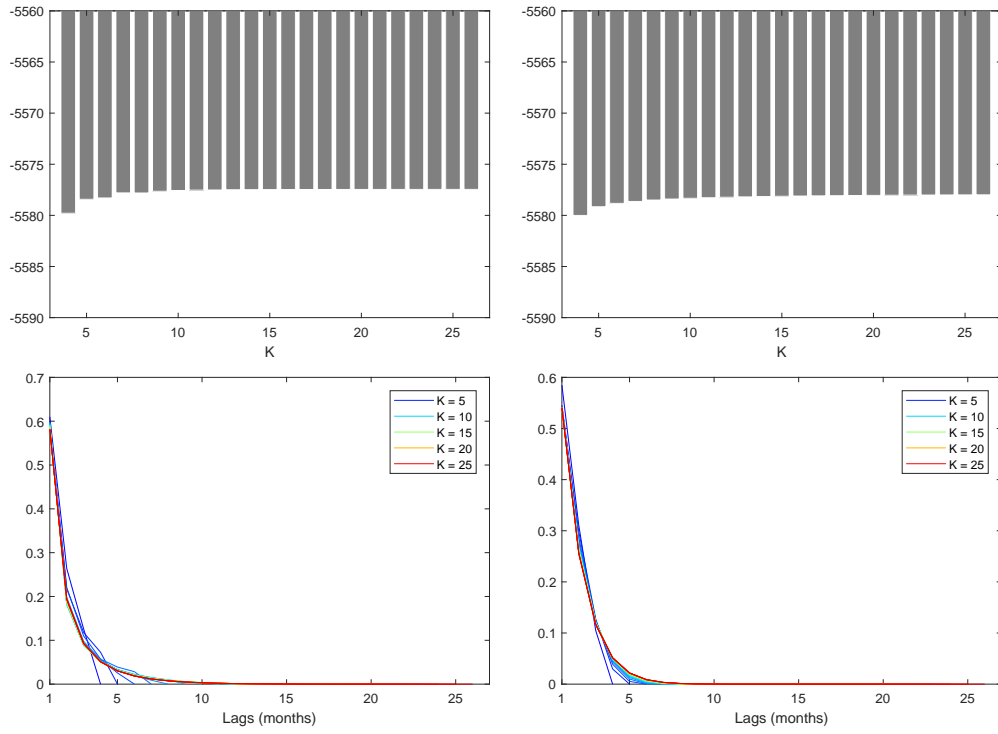 -5560
-5565
-5570
-5575
-5580
-5585
-5590
5 10 15 20 25
K
-5560
-5565
-5570
-5575
-5580
-5585
-5590
5 10 15 20 25
K
0.7
0.6
0.5
0.4
0.3
0.2
0.1
0
1 5 10 15 20 25
Lags (months)
K = 5
K = 10
K = 15
K = 20
K = 25
0.6
0.5
0.4
0.3
0.2
0.1
0
1 5 10 15 20 25
Lags (months)
K = 5
K = 10
K = 15
K = 20
K = 25